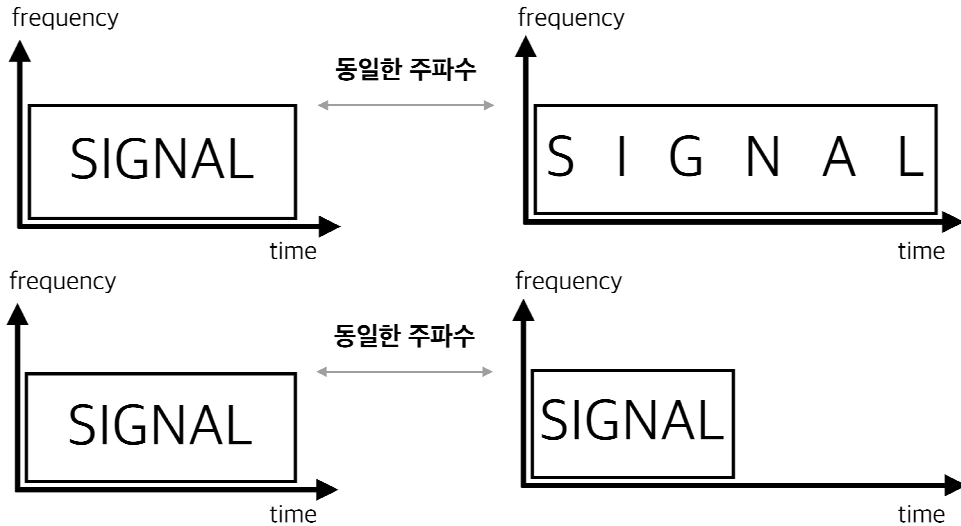 frequency
동일한 주파수
SIGNAL
time
frequency
S I G N A L
time
frequency
동일한 주파수
SIGNAL
time
frequency
SIGNAL
time